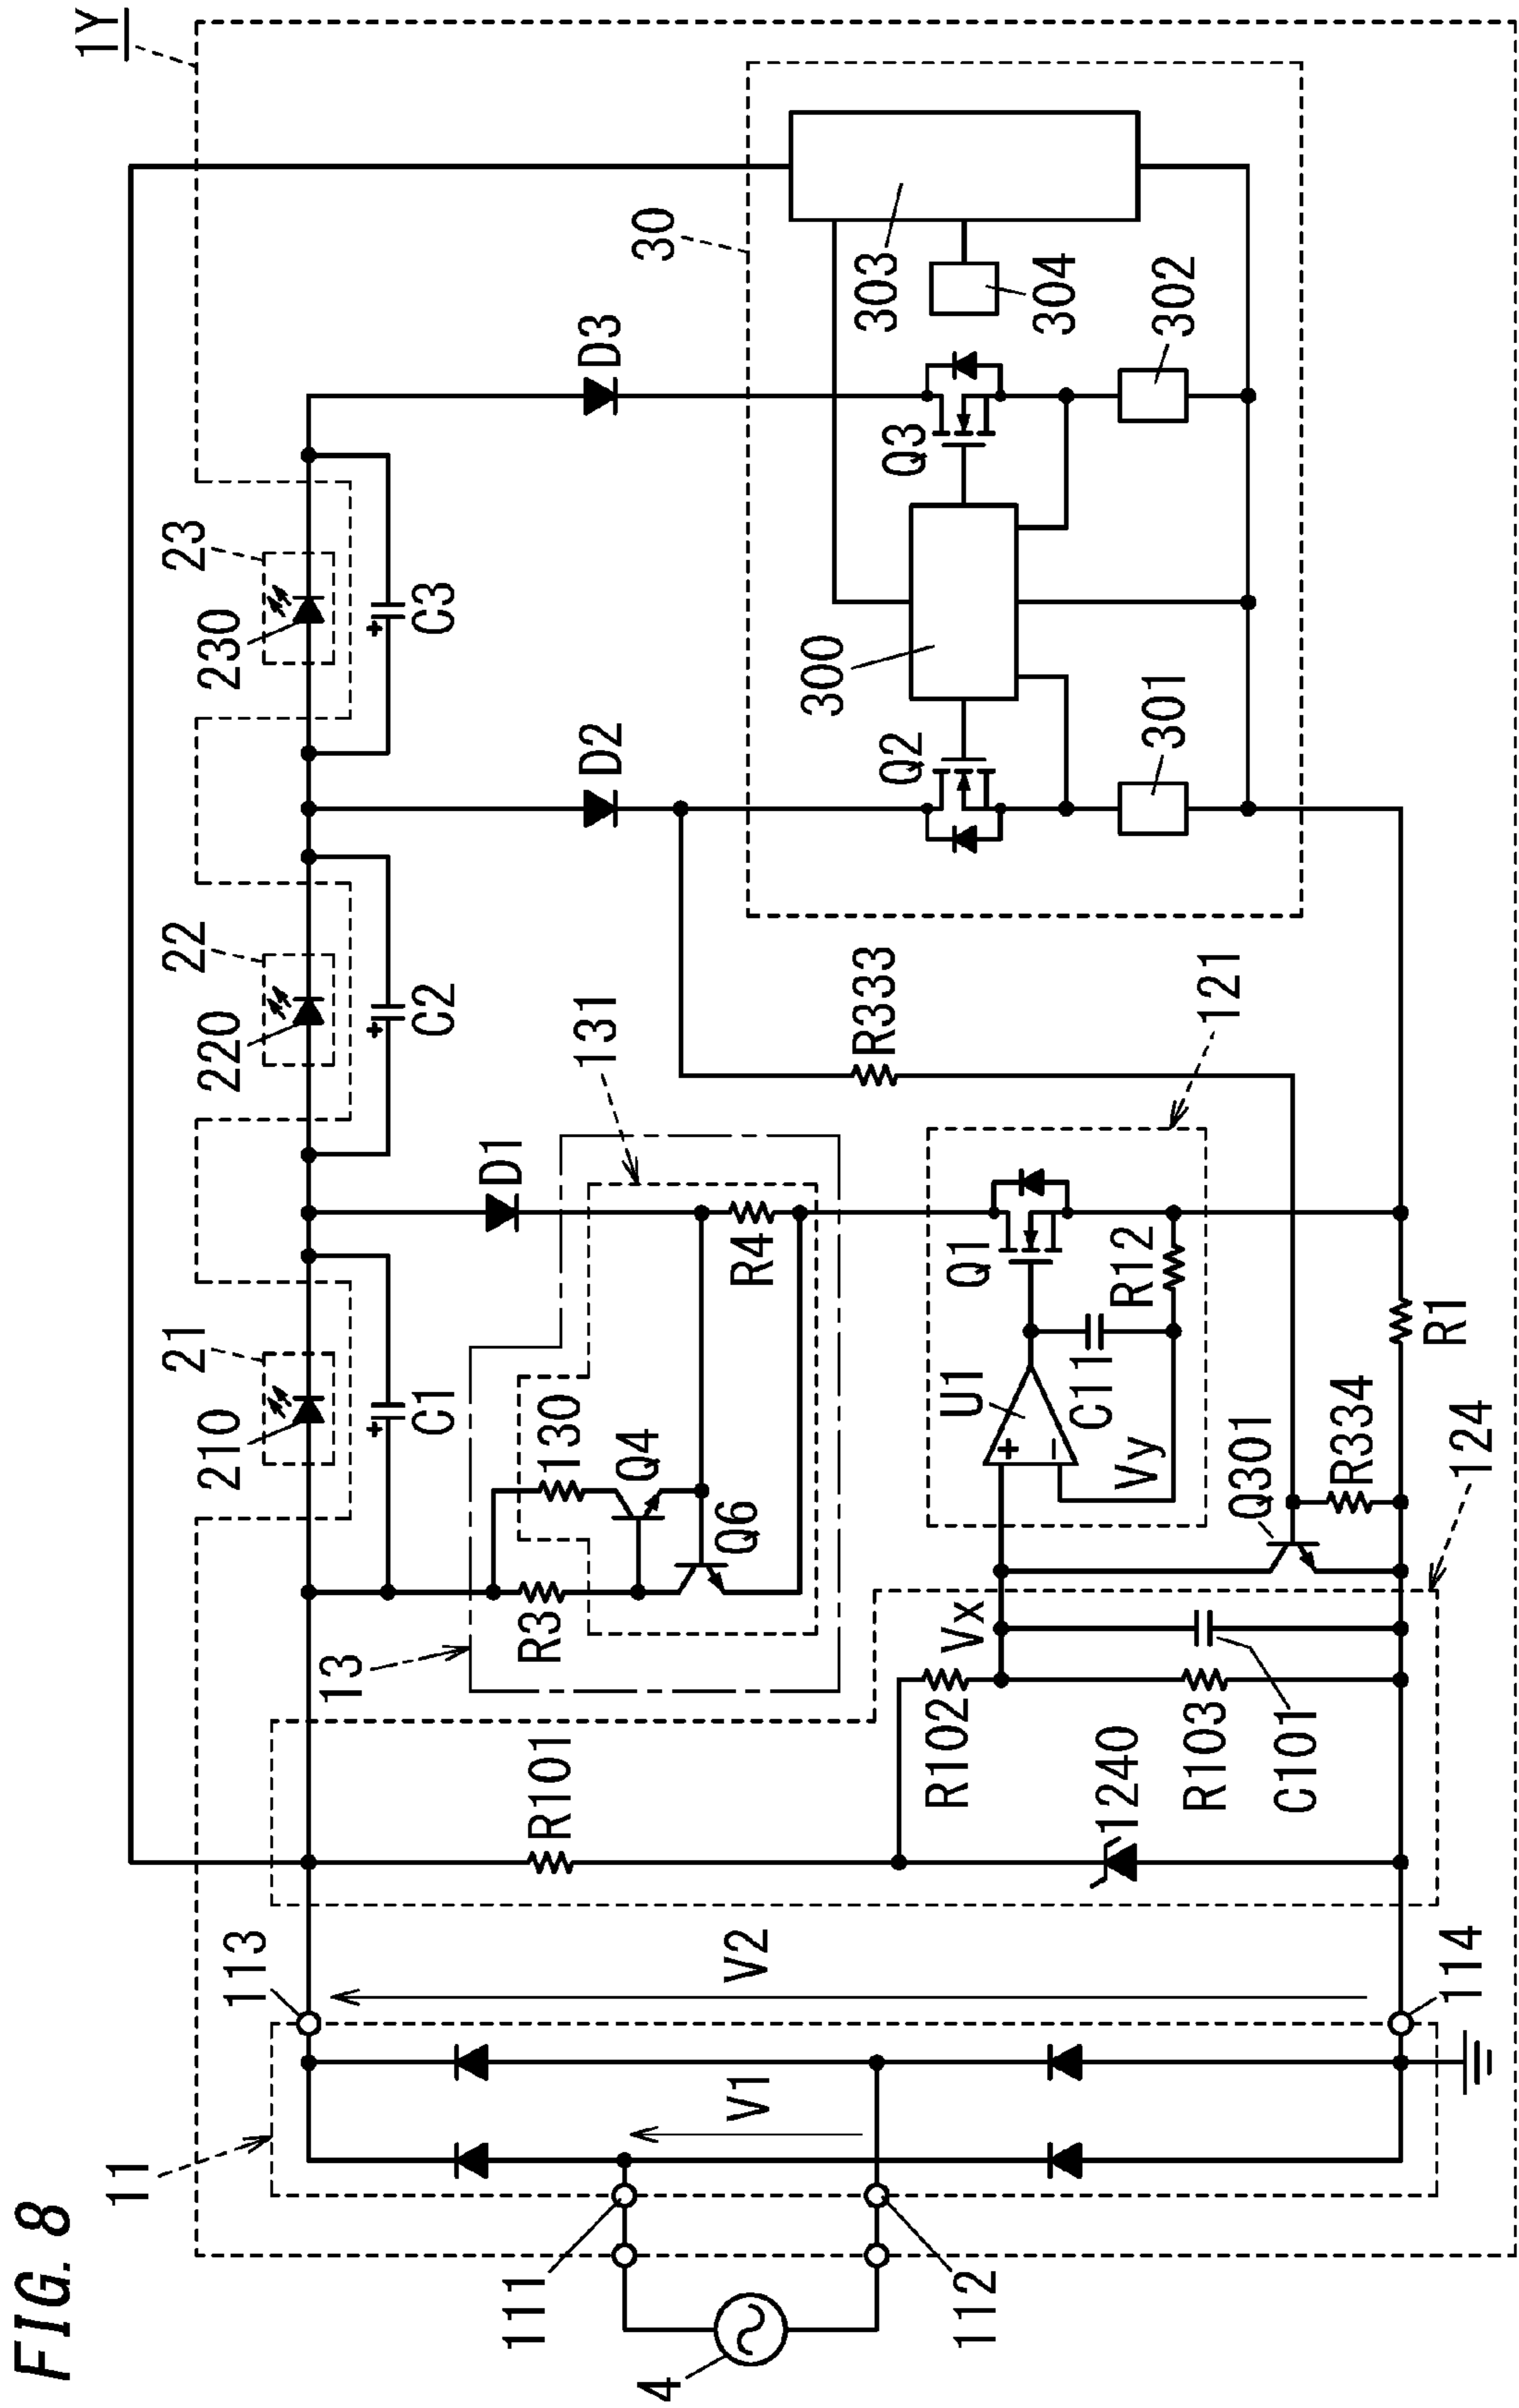 FIG. 8
1Y
11
111
112
4
113
114
V1
V2
R101
R102
1240
R103
C101
Vx
124
13
R3
130
Q4
Q6
R4
131
21
210
C1
D1
22
220
C2
D2
23
230
C3
D3
U1
C11
Vy
Q1
R12
121
Q301
R334
R1
R333
30
300
Q2
301
Q3
302
303
304